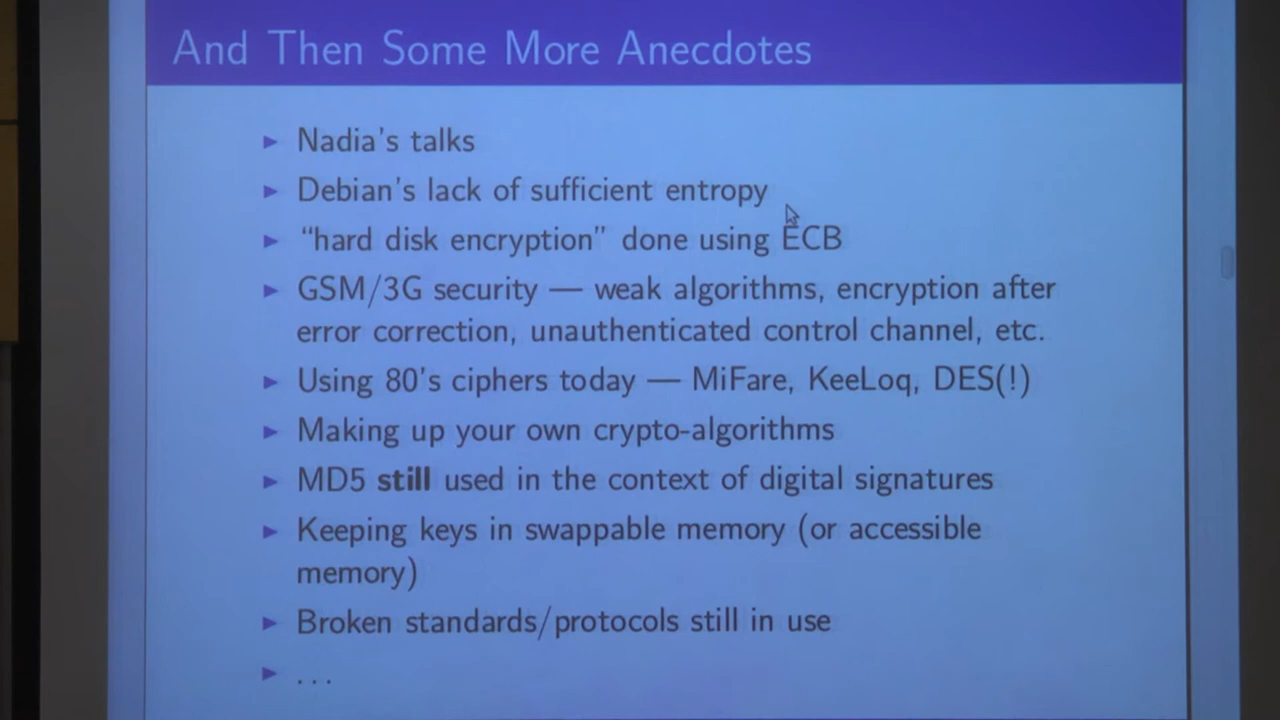 And Then Some More Anecdotes
► Nadia's talks
► Debian's lack of sufficient entropy
► “hard disk encryption” done using ECB
► GSM/3G security — weak algorithms, encryption after
error correction, unauthenticated control channel, etc.
► Using 80's ciphers today — MiFare, KeeLoq, DES(!)
► Making up your own crypto-algorithms
► MD5 still used in the context of digital signatures
► Keeping keys in swappable memory (or accessible
memory)
► Broken standards/protocols still in use
► ...